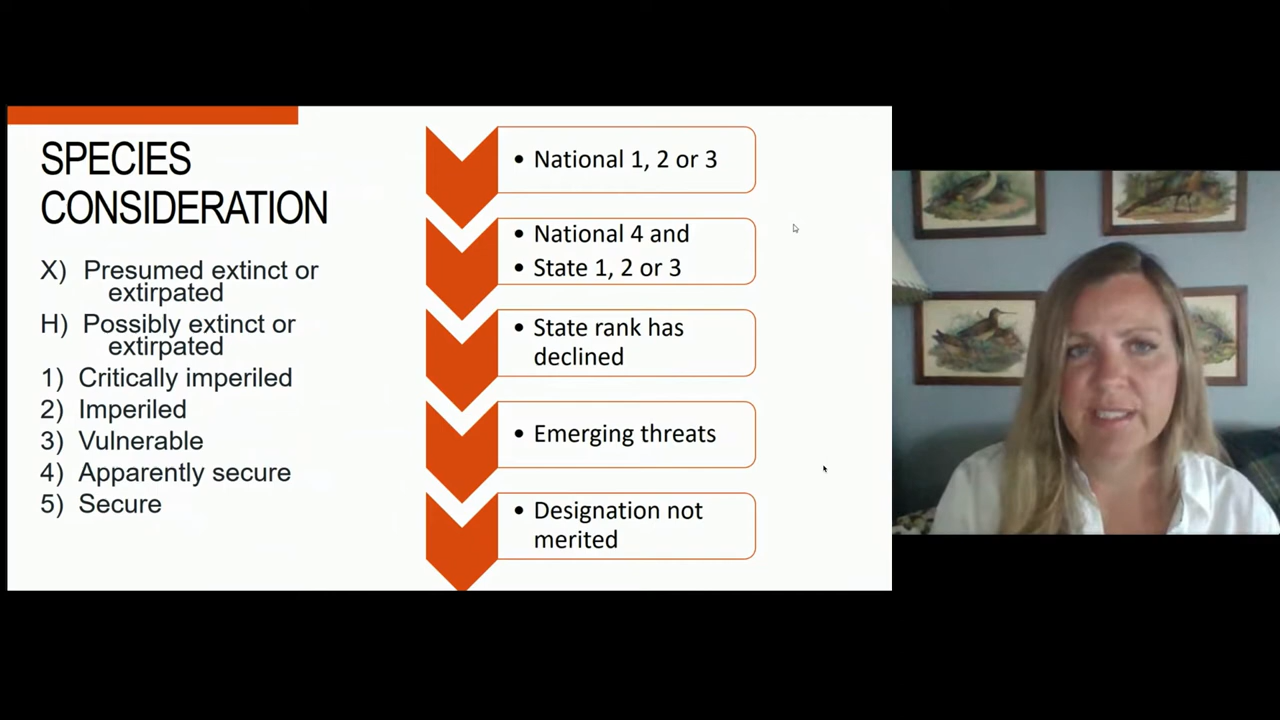 SPECIES
CONSIDERATION
X) Presumed extinct or
extirpated
H) Possibly extinct or
extirpated
1) Critically imperiled
2) Imperiled
3) Vulnerable
4) Apparently secure
5) Secure
• National 1, 2 or 3
• National 4 and
• State 1, 2 or 3
• State rank has
declined
• Emerging threats
• Designation not
merited